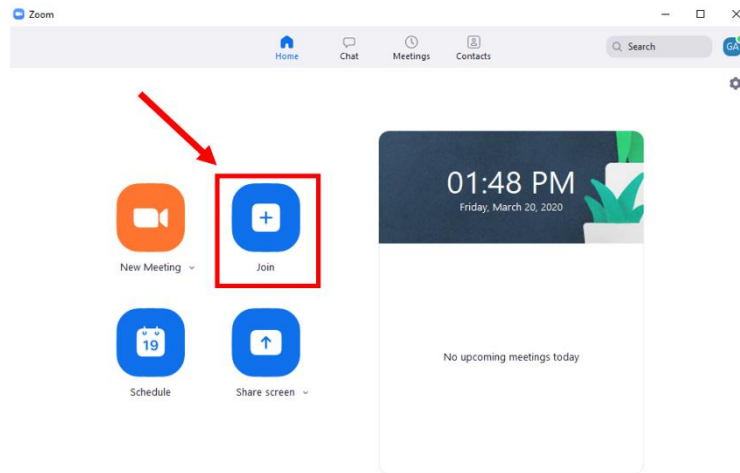 Zoom
Home
Chat
Meetings
Contacts
Search
GA
01:48 PM
Friday, March 20, 2020
New Meeting
Join
19
Schedule
Share screen
No upcoming meetings today